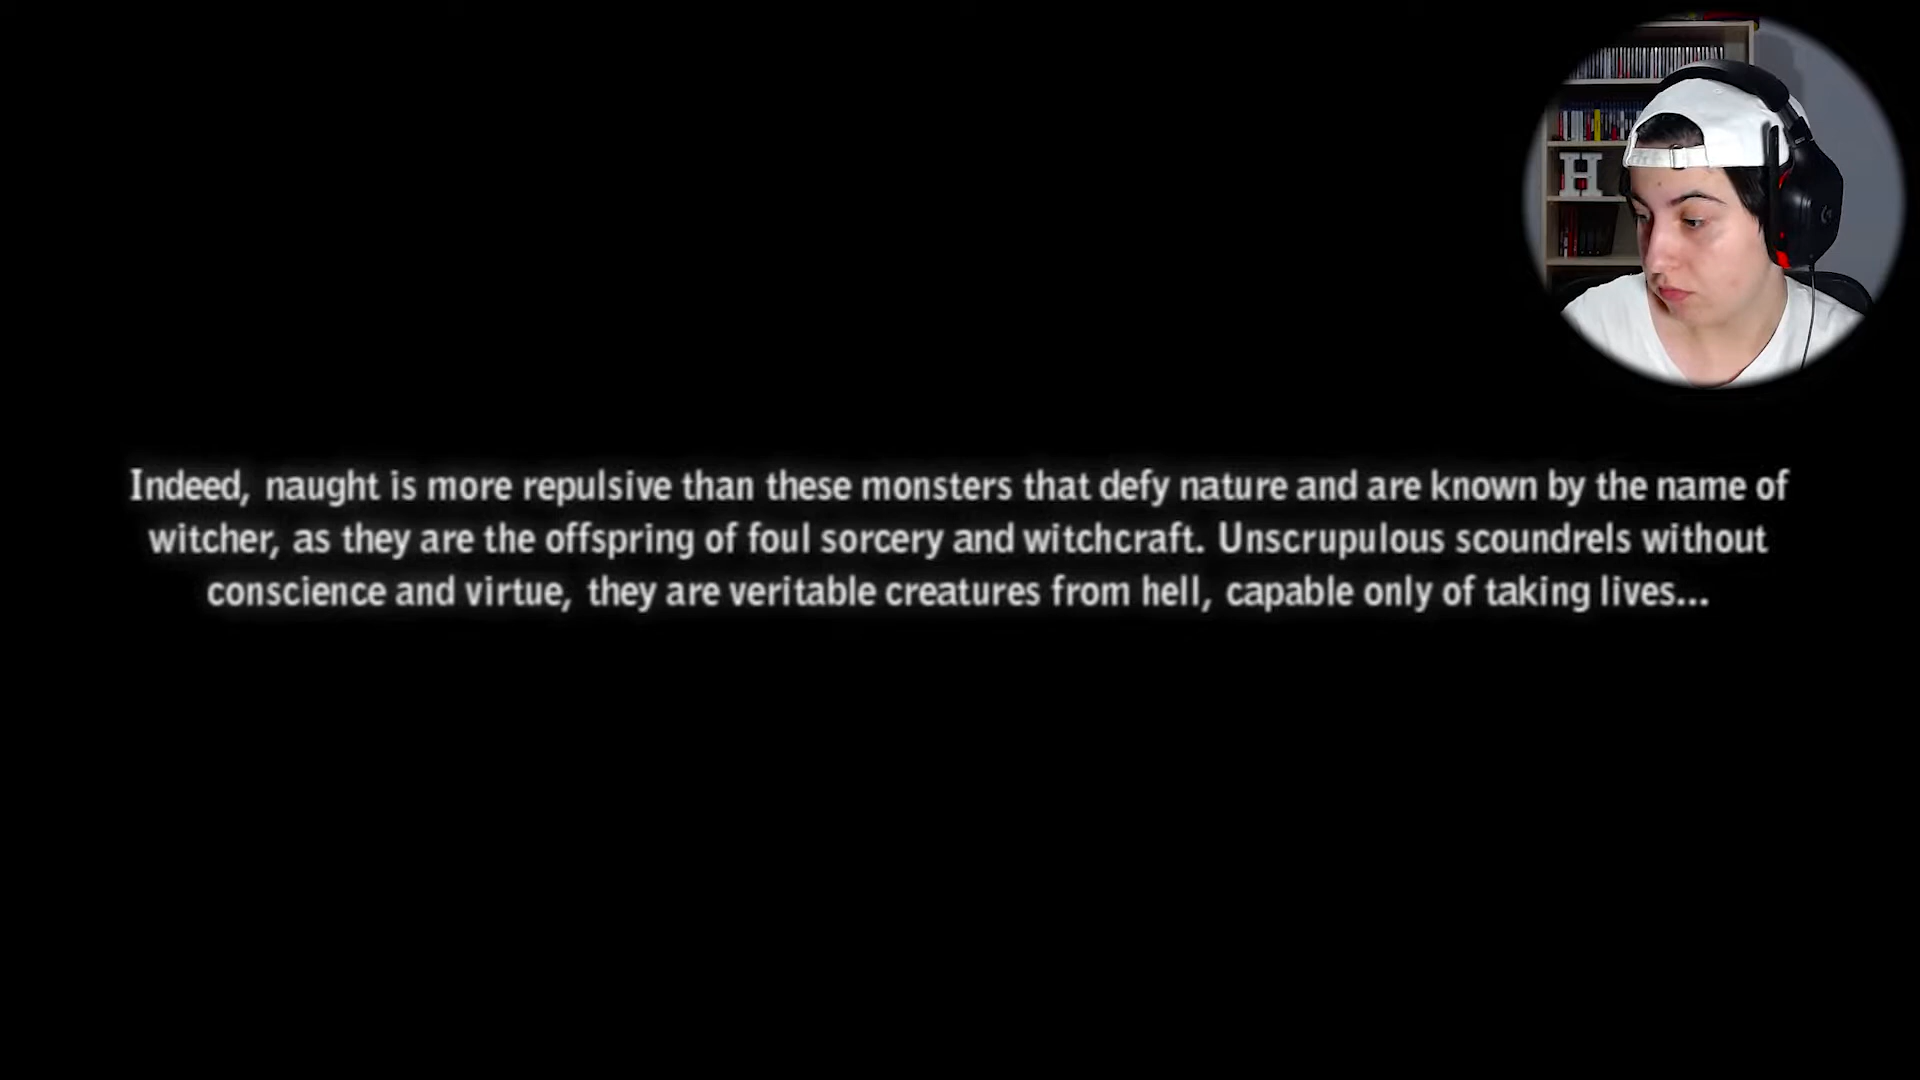 H
Indeed, naught is more repulsive than these monsters that defy nature and are known by the name of
witcher, as they are the offspring of foul sorcery and witchcraft. Unscrupulous scoundrels without
conscience and virtue, they are veritable creatures from hell, capable only of taking lives...